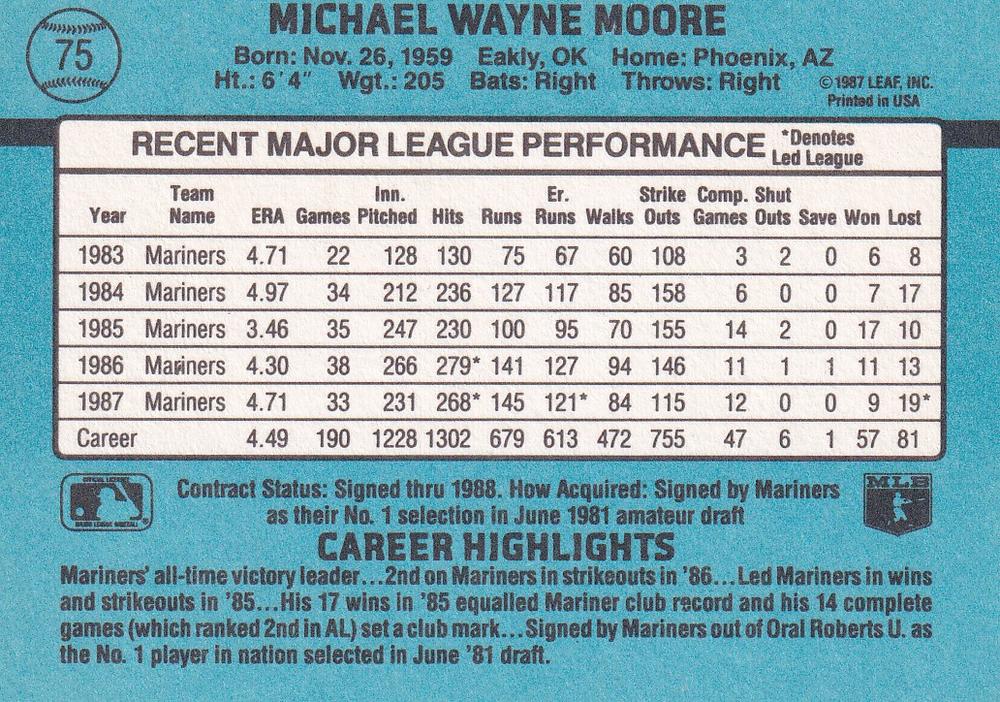 75
MICHAEL WAYNE MOORE
Born: Nov. 26, 1959 Eakly, OK Home: Phoenix, AZ
Ht.: 6'4" Wgt.: 205 Bats: Right Throws: Right
©1987 LEAF, INC.
Printed in USA
RECENT MAJOR LEAGUE PERFORMANCE *Denotes Led League
Year Team Name ERA Games Inn. Pitched Hits Runs Er. Runs Walks Strike Outs Comp. Games Shut Outs Save Won Lost
1983 Mariners 4.71 22 128 130 75 67 60 108 3 2 0 6 8
1984 Mariners 4.97 34 212 236 127 117 85 158 6 0 0 7 17
1985 Mariners 3.46 35 247 230 100 95 70 155 14 2 0 17 10
1986 Mariners 4.30 38 266 279* 141 127 94 146 11 1 1 11 13
1987 Mariners 4.71 33 231 268* 145 121* 84 115 12 0 0 9 19*
Career 4.49 190 1228 1302 679 613 472 755 47 6 1 57 81
Contract Status: Signed thru 1988. How Acquired: Signed by Mariners
as their No. 1 selection in June 1981 amateur draft
MLB
CAREER HIGHLIGHTS
Mariners' all-time victory leader...2nd on Mariners in strikeouts in '86...Led Mariners in wins
and strikeouts in '85...His 17 wins in '85 equalled Mariner club record and his 14 complete
games (which ranked 2nd in AL) set a club mark...Signed by Mariners out of Oral Roberts U. as
the No. 1 player in nation selected in June '81 draft.